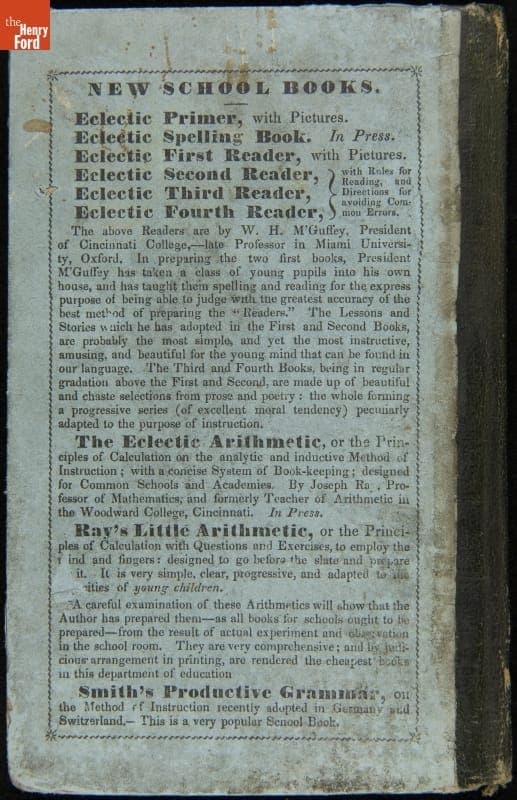 the
Henry
Ford
NEW SCHOOL BOOKS.
Eclectic Primer, with Pictures.
Eclectic Spelling Book. In Press.
Eclectic First Reader, with Pictures.
Eclectic Second Reader,
Eclectic Third Reader,
Eclectic Fourth Reader,
with Rules for
Reading, and
Directions for
avoiding Com-
mon Errors.
The above Readers are by W. H. M'Guffey, President
of Cincinnati College,—late Professor in Miami Universi-
ty, Oxford. In preparing the two first books, President
M'Guffey has taken a class of young pupils into his own
house, and has taught them spelling and reading for the express
purpose of being able to judge with the greatest accuracy of the
best method of preparing the "Readers." The Lessons and
Stories which he has adopted in the First and Second Books,
are probably the most simple, and yet the most instructive,
amusing, and beautiful for the young mind that can be found in
our language. The Third and Fourth Books, being in regular
gradation above the First and Second, are made up of beautiful
and chaste selections from prose and poetry: the whole forming
a progressive series (of excellent moral tendency) peculiarly
adapted to the purpose of instruction.
The Eclectic Arithmetic, or the Prin-
ciples of Calculation on the analytic and inductive Method of
Instruction; with a concise System of Book-keeping; designed
for Common Schools and Academies. By Joseph Ra , Pro-
fessor of Mathematics, and formerly Teacher of Arithmetic in
the Woodward College, Cincinnati. In Press.
Ray's Little Arithmetic, or the Princi-
ples of Calculation with Questions and Exercises, to employ the
ind and fingers: designed to go before the slate and prepare
it. It is very simple, clear, progressive, and adapted to the
cities of young children.
A careful examination of these Arithmetics will show that the
Author has prepared them—as all books for schools ought to be
prepared—from the result of actual experiment and observation
in the school room. They are very comprehensive; and by judi-
cious arrangement in printing, are rendered the cheapest books
in this department of education
Smith's Productive Grammar, on
the Method of Instruction recently adopted in Germany and
Switzerland.— This is a very popular School Book.